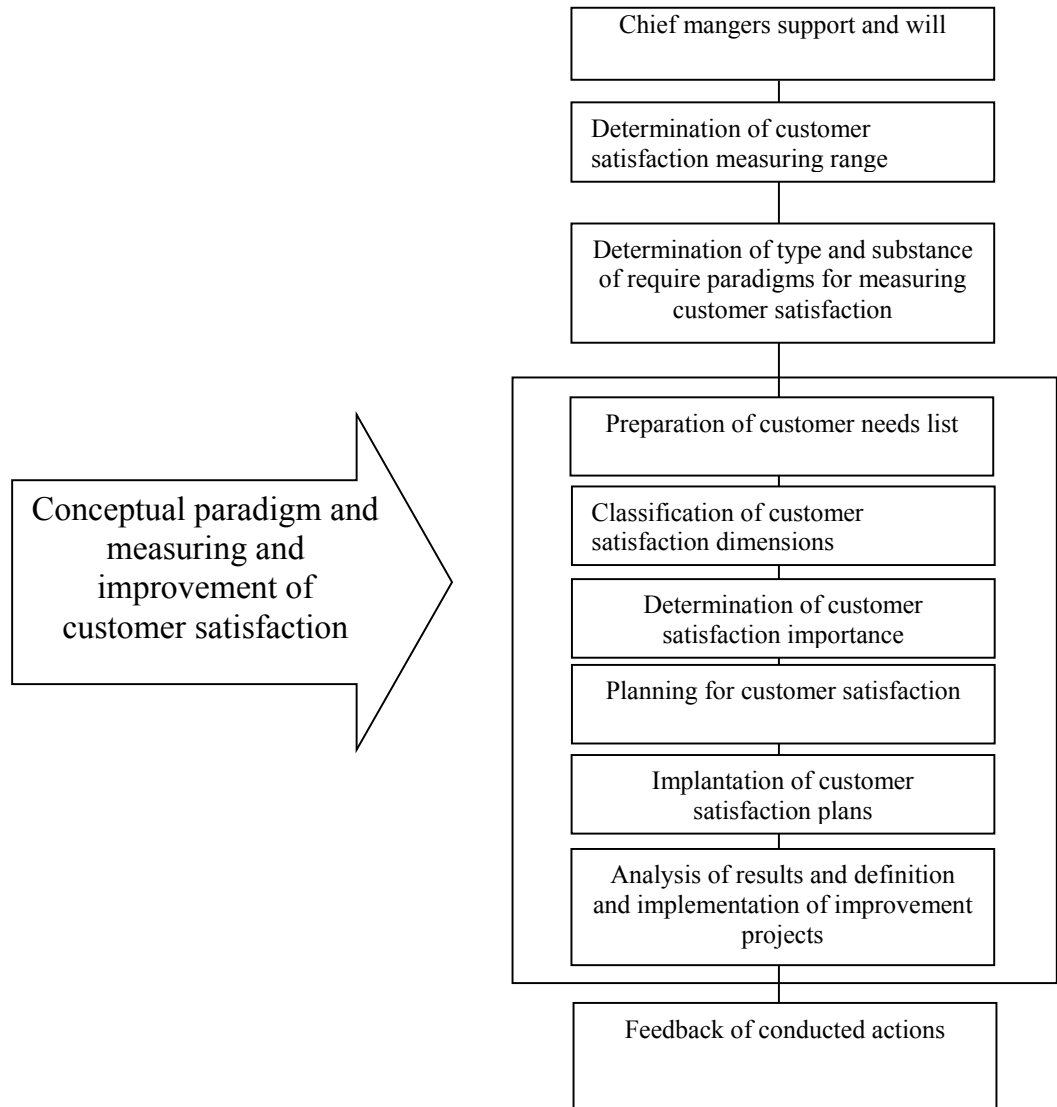 Chief mangers support and will
Determination of customer
satisfaction measuring range
Determination of type and substance
of require paradigms for measuring
customer satisfaction
Preparation of customer needs list
Classification of customer
satisfaction dimensions
Determination of customer
satisfaction importance
Planning for customer satisfaction
Implantation of customer
satisfaction plans
Analysis of results and definition
and implementation of improvement
projects
Feedback of conducted actions
Conceptual paradigm and
measuring and
improvement of
customer satisfaction